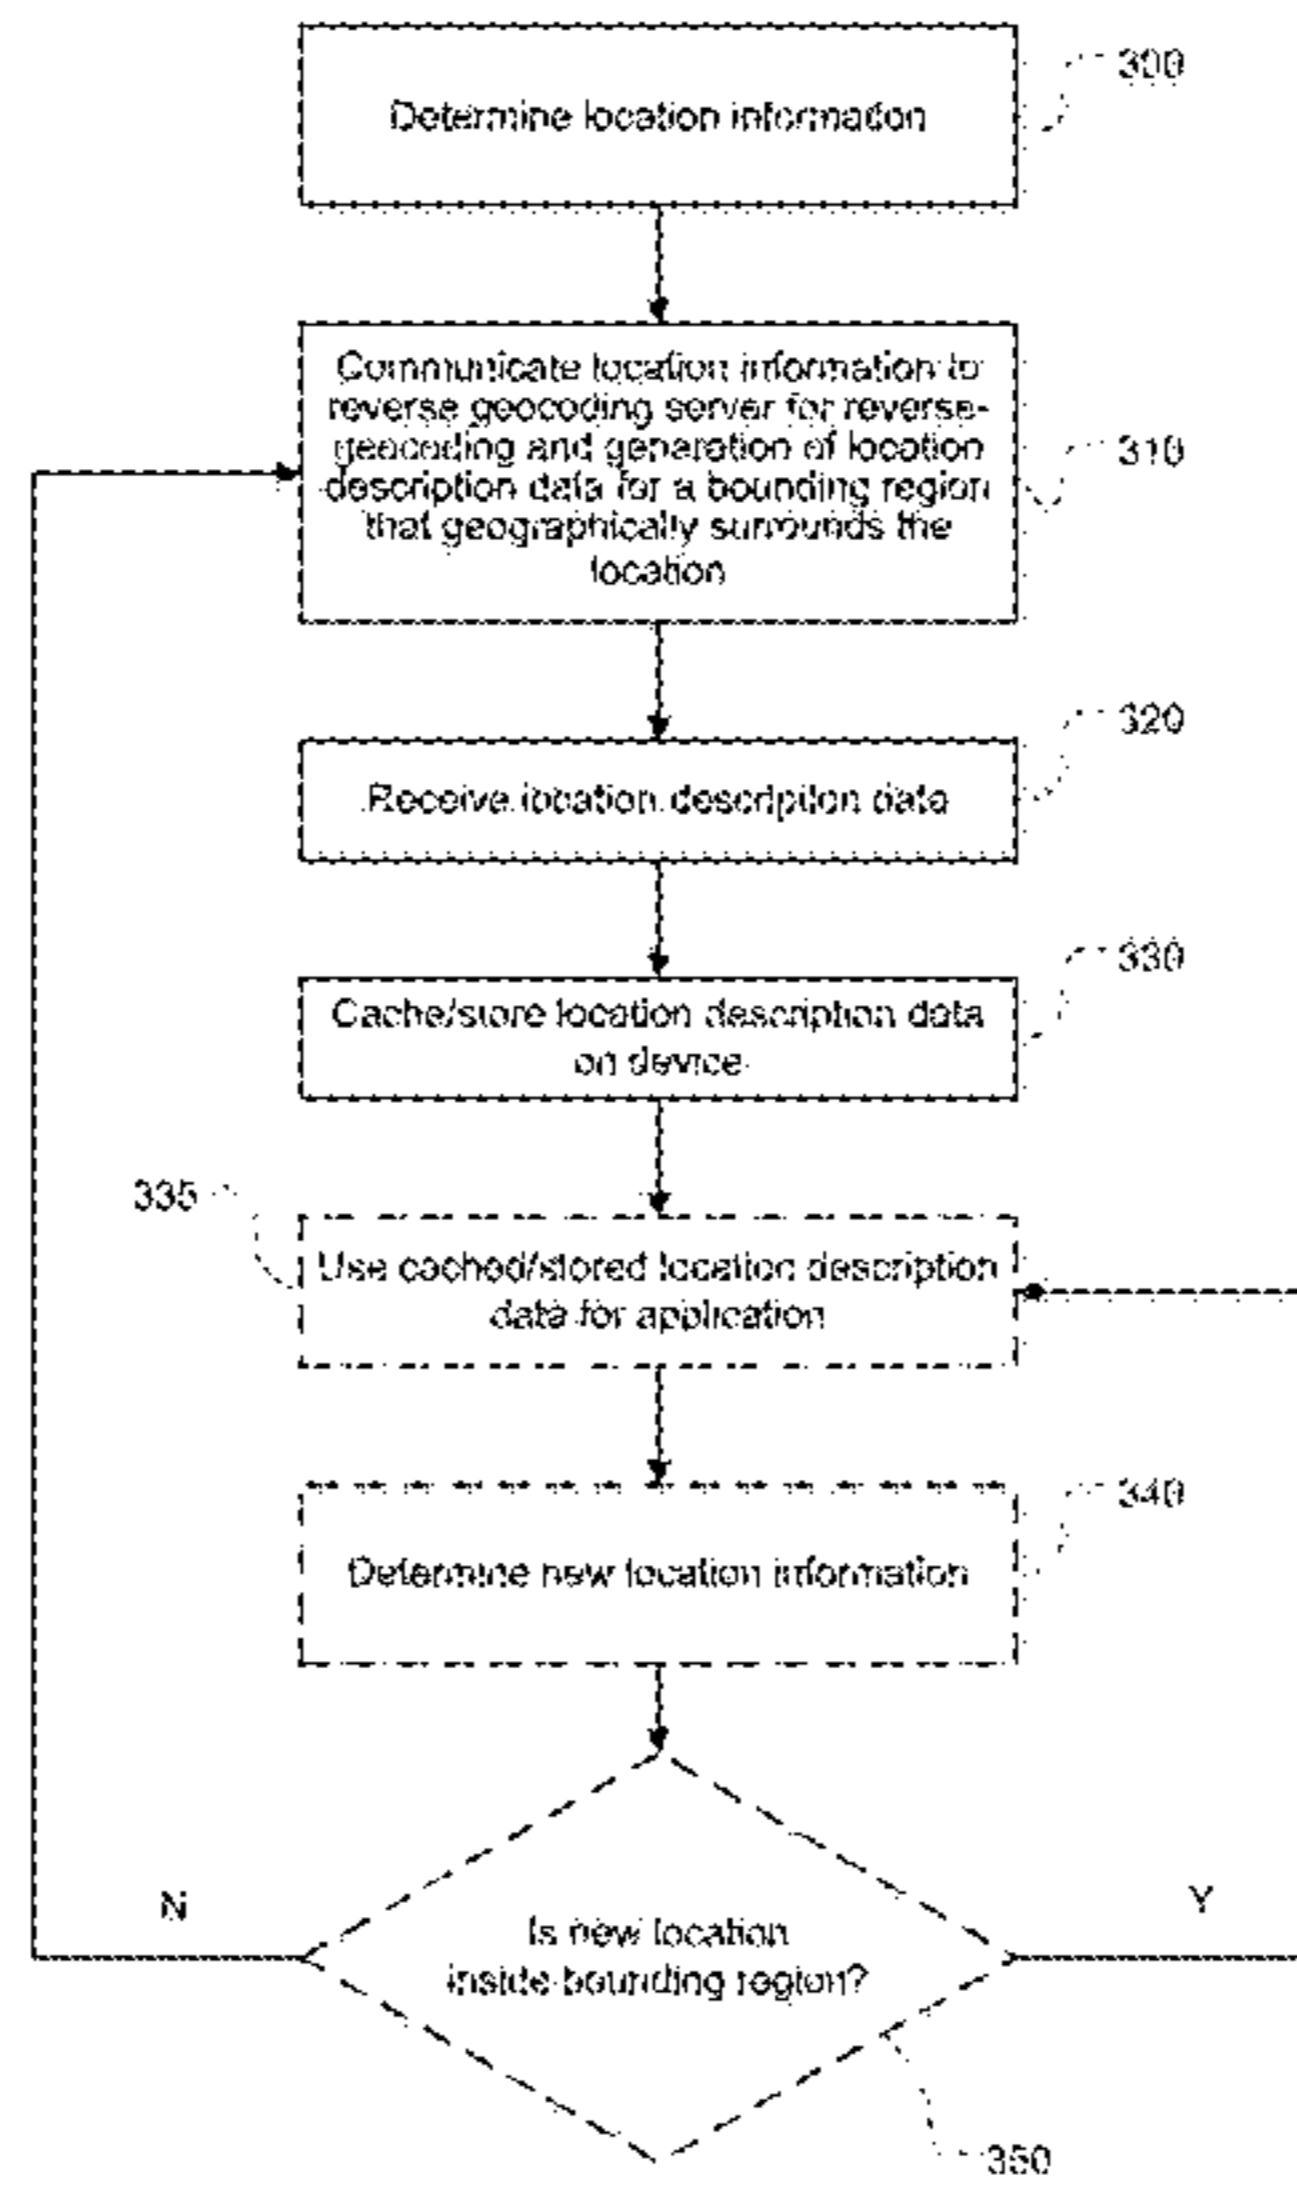 Determine location information
300
Communicate location information to
reverse geocoding server for reverse-
geocoding and generation of location
description data for a bounding region
that geographically surrounds the
location
310
Receive location description data
320
Cache/store location description data
on device
330
335
Use cached/stored location description
data for application
Determine new location information
340
N
Y
Is new location
inside bounding region?
350